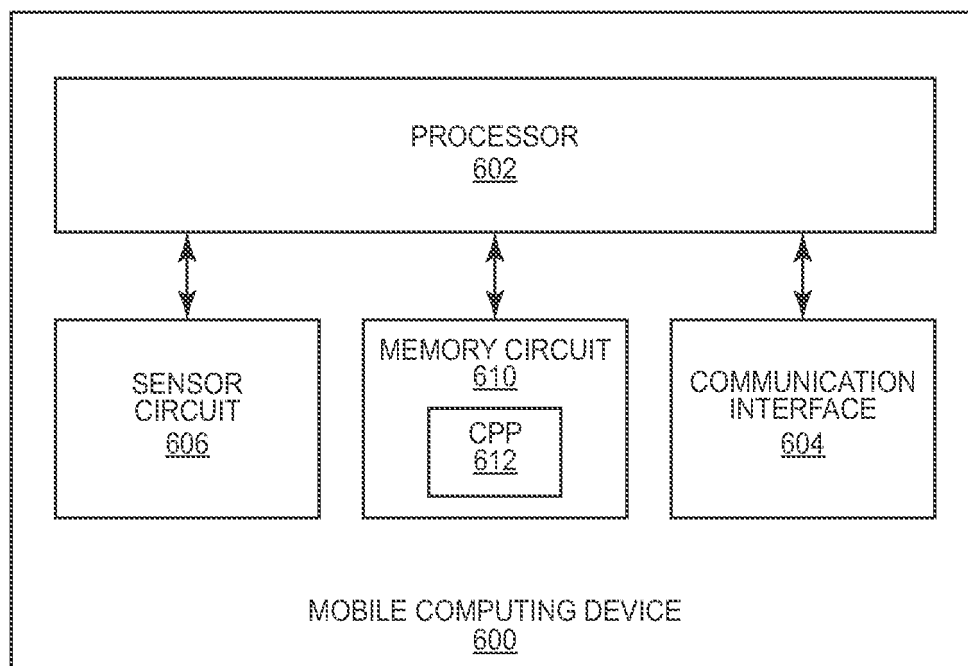 PROCESSOR
602
SENSOR
CIRCUIT
606
MEMORY CIRCUIT
610
CPP
612
COMMUNICATION
INTERFACE
604
MOBILE COMPUTING DEVICE
600